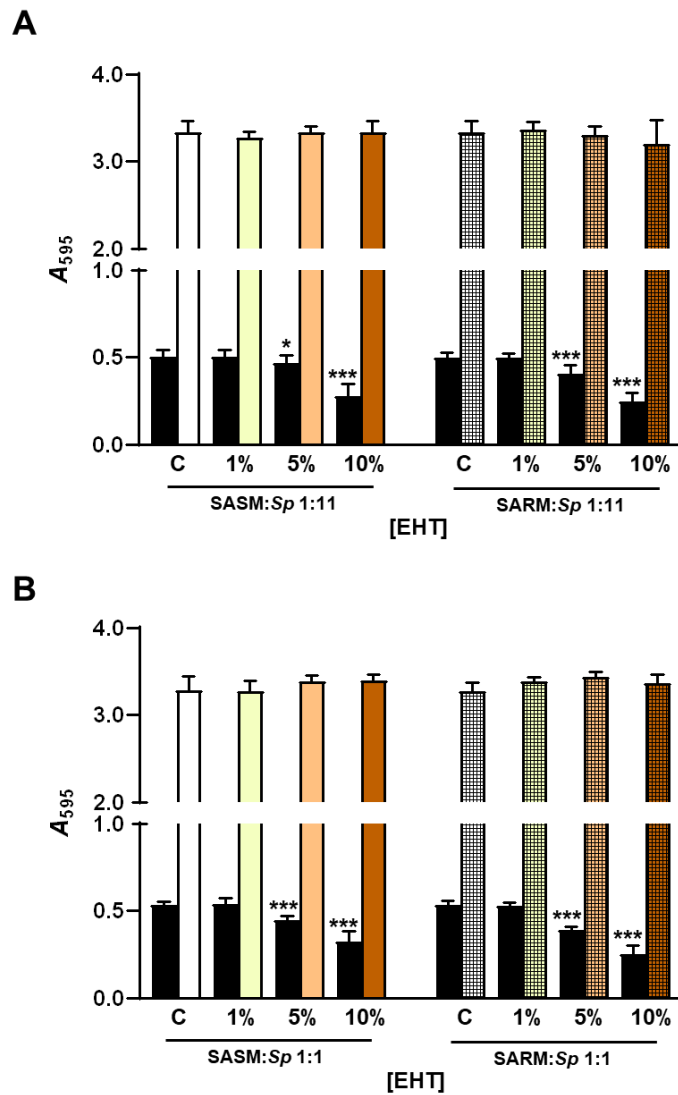 A
4.0
3.0
2.0
1.0
0.5
0.0
A595
* *** *** ***
C 1% 5% 10% C 1% 5% 10%
SASM:Sp 1:11 SARM:Sp 1:11
[EHT]
B
4.0
3.0
2.0
1.0
0.5
0.0
A595
*** *** *** ***
C 1% 5% 10% C 1% 5% 10%
SASM:Sp 1:1 SARM:Sp 1:1
[EHT]